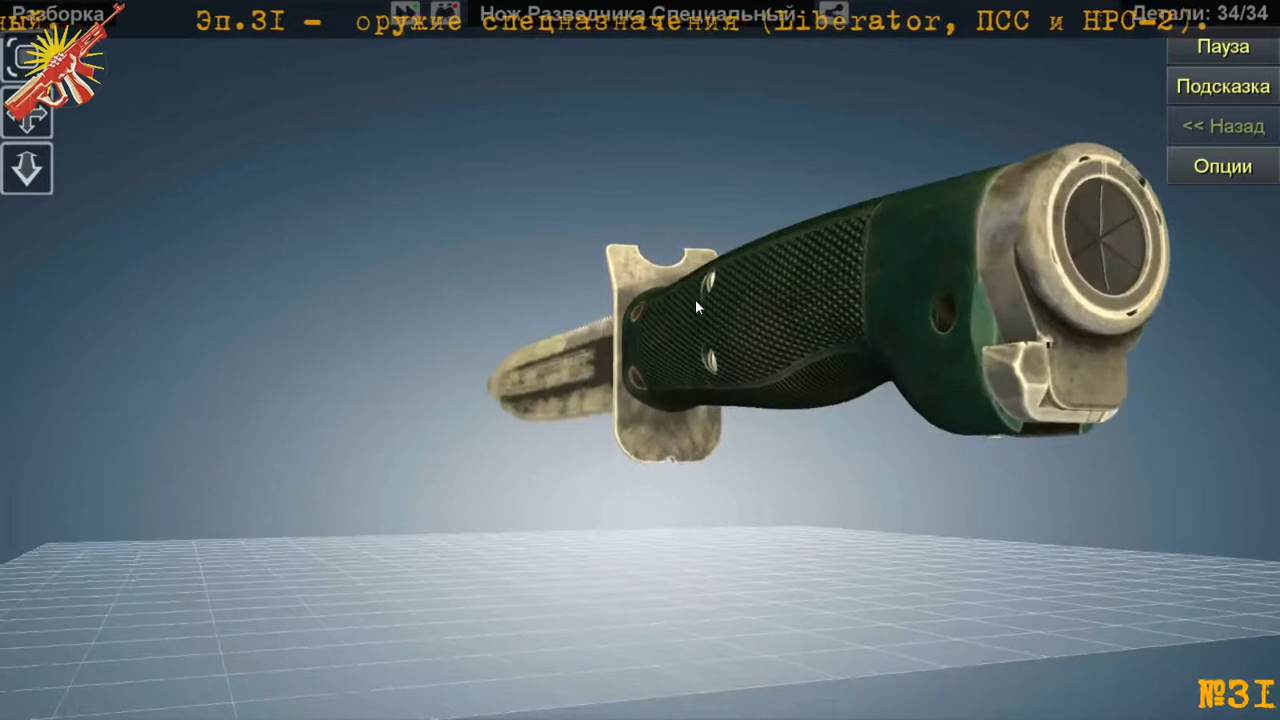 Разборка
Нож Разведчика Специальный
Детали: 34/34
ный. Эп.3I - оружие спецназначения (Liberator, ПСС и НРС-2).
Пауза
Подсказка
<< Назад
Опции
№3I